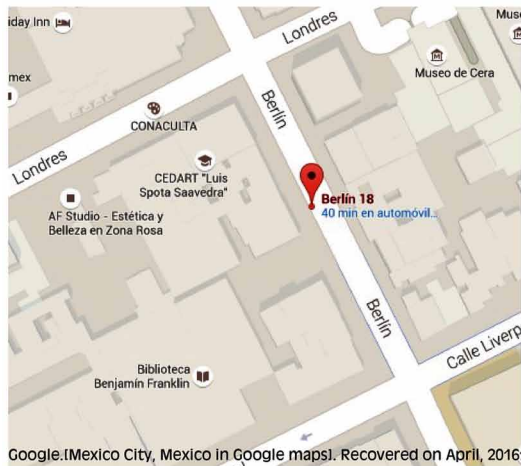 iday Inn
Londres
Muse
mex
Museo de Cera
Berlín
CONACULTA
Londres
CEDART "Luis
Spota Saavedra"
AF Studio - Estética y
Belleza en Zona Rosa
Berlín 18
40 min en automóvil...
Berlín
Calle Liverp
Biblioteca
Benjamín Franklin
Google.[Mexico City, Mexico in Google maps]. Recovered on April, 2016